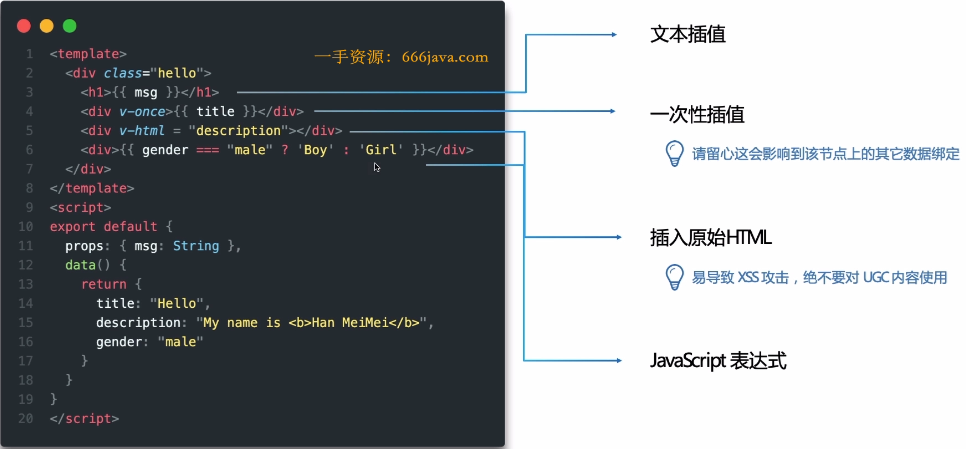 一手资源：666java.com
1 <template>
2 <div class="hello">
3 <h1>{{ msg }}</h1>
4 <div v-once>{{ title }}</div>
5 <div v-html = "description"></div>
6 <div>{{ gender === "male" ? 'Boy' : 'Girl' }}</div>
7 </div>
8 </template>
9 <script>
10 export default {
11 props: { msg: String },
12 data() {
13 return {
14 title: "Hello",
15 description: "My name is <b>Han MeiMei</b>",
16 gender: "male"
17 }
18 }
19 }
20 </script>
文本插值
一次性插值
请留心这会影响到该节点上的其它数据绑定
插入原始HTML
易导致 XSS 攻击，绝不要对 UGC 内容使用
JavaScript 表达式